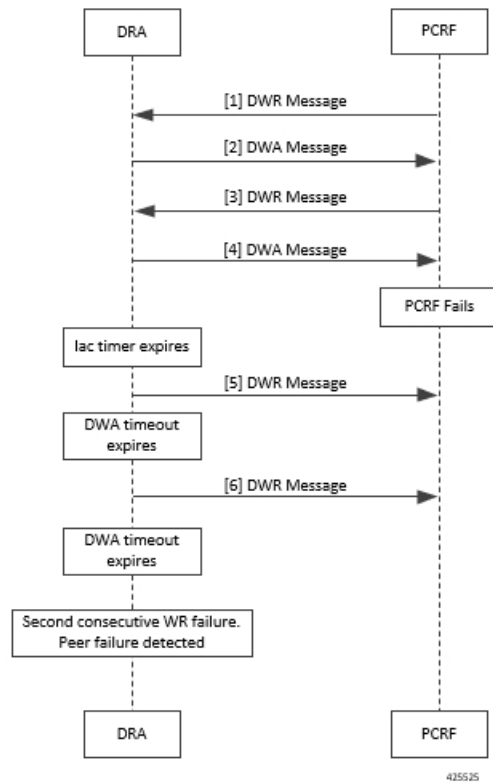 DRA
PCRF
[1] DWR Message
[2] DWA Message
[3] DWR Message
[4] DWA Message
PCRF Fails
Iac timer expires
[5] DWR Message
DWA timeout
expires
[6] DWR Message
DWA timeout
expires
Second consecutive WR failure.
Peer failure detected
DRA
PCRF
425525